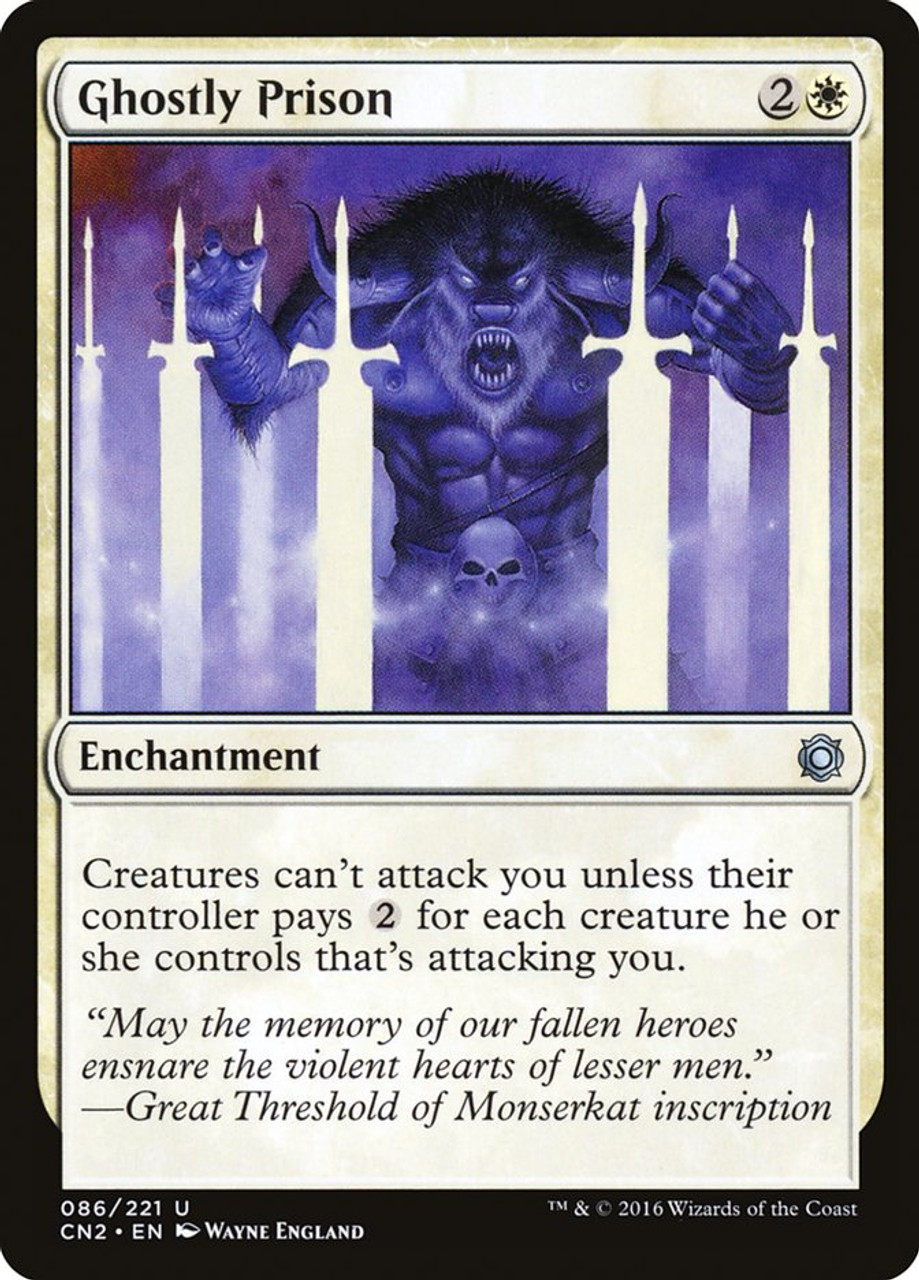 Ghostly Prison 2
Enchantment
Creatures can't attack you unless their
controller pays 2 for each creature he or
she controls that's attacking you.
"May the memory of our fallen heroes
ensnare the violent hearts of lesser men."
—Great Threshold of Monserkat inscription
086/221 U
™ & © 2016 Wizards of the Coast
CN2 • EN WAYNE ENGLAND